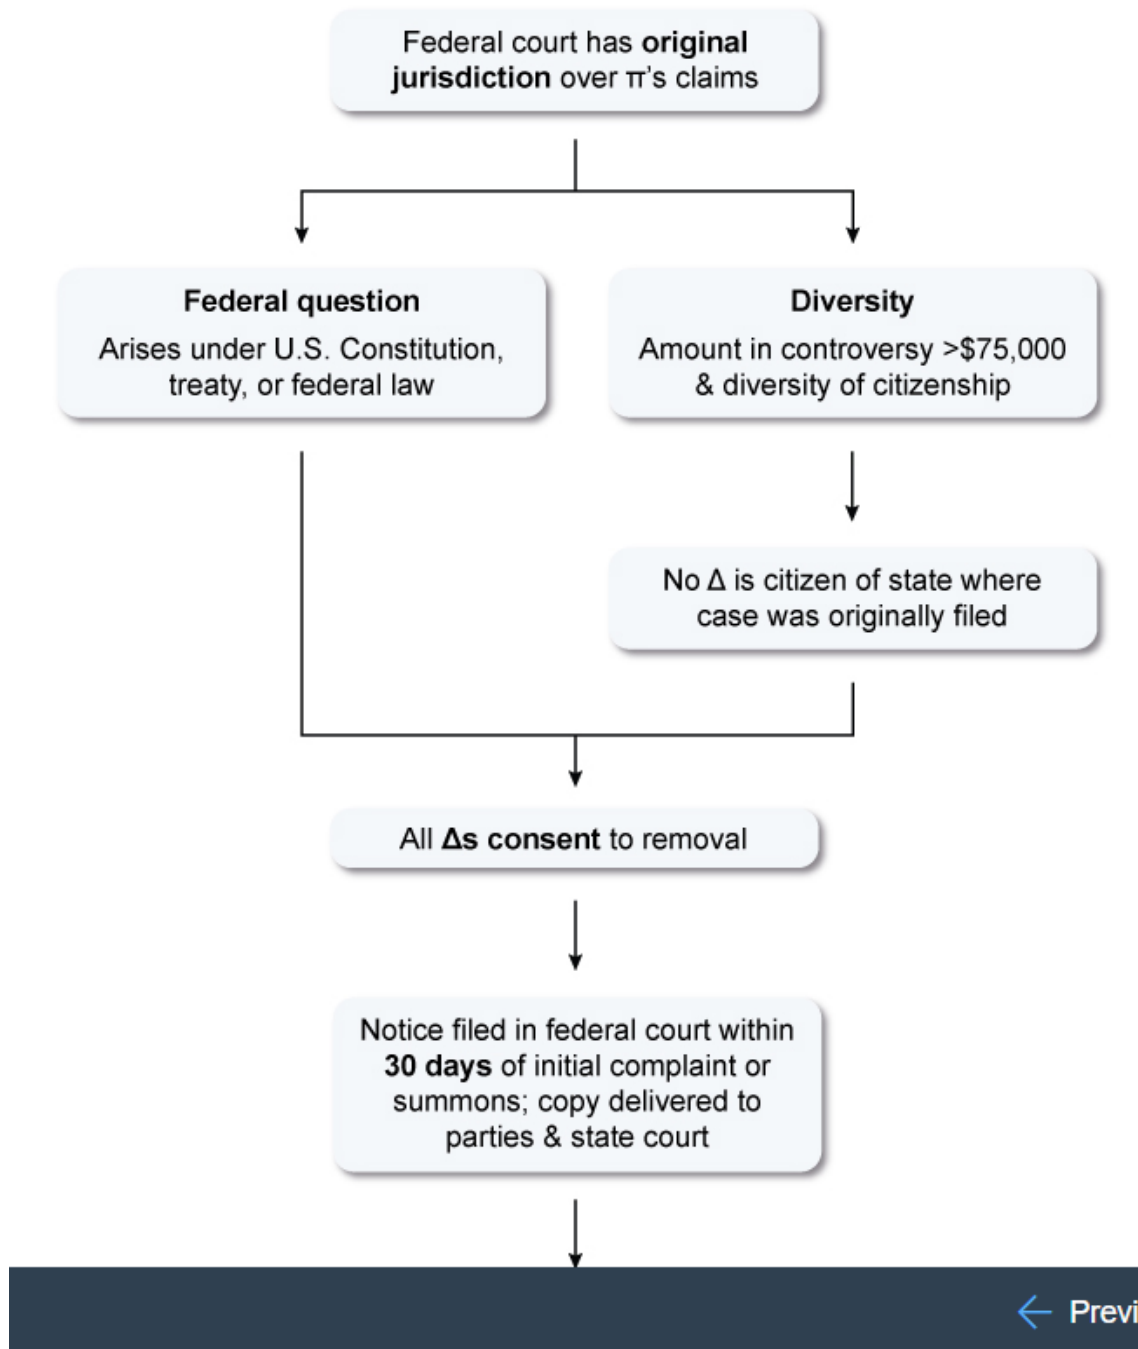 Federal court has original
jurisdiction over π's claims
Federal question
Arises under U.S. Constitution,
treaty, or federal law
Diversity
Amount in controversy >$75,000
& diversity of citizenship
No Δ is citizen of state where
case was originally filed
All Δs consent to removal
Notice filed in federal court within
30 days of initial complaint or
summons; copy delivered to
parties & state court
Previ